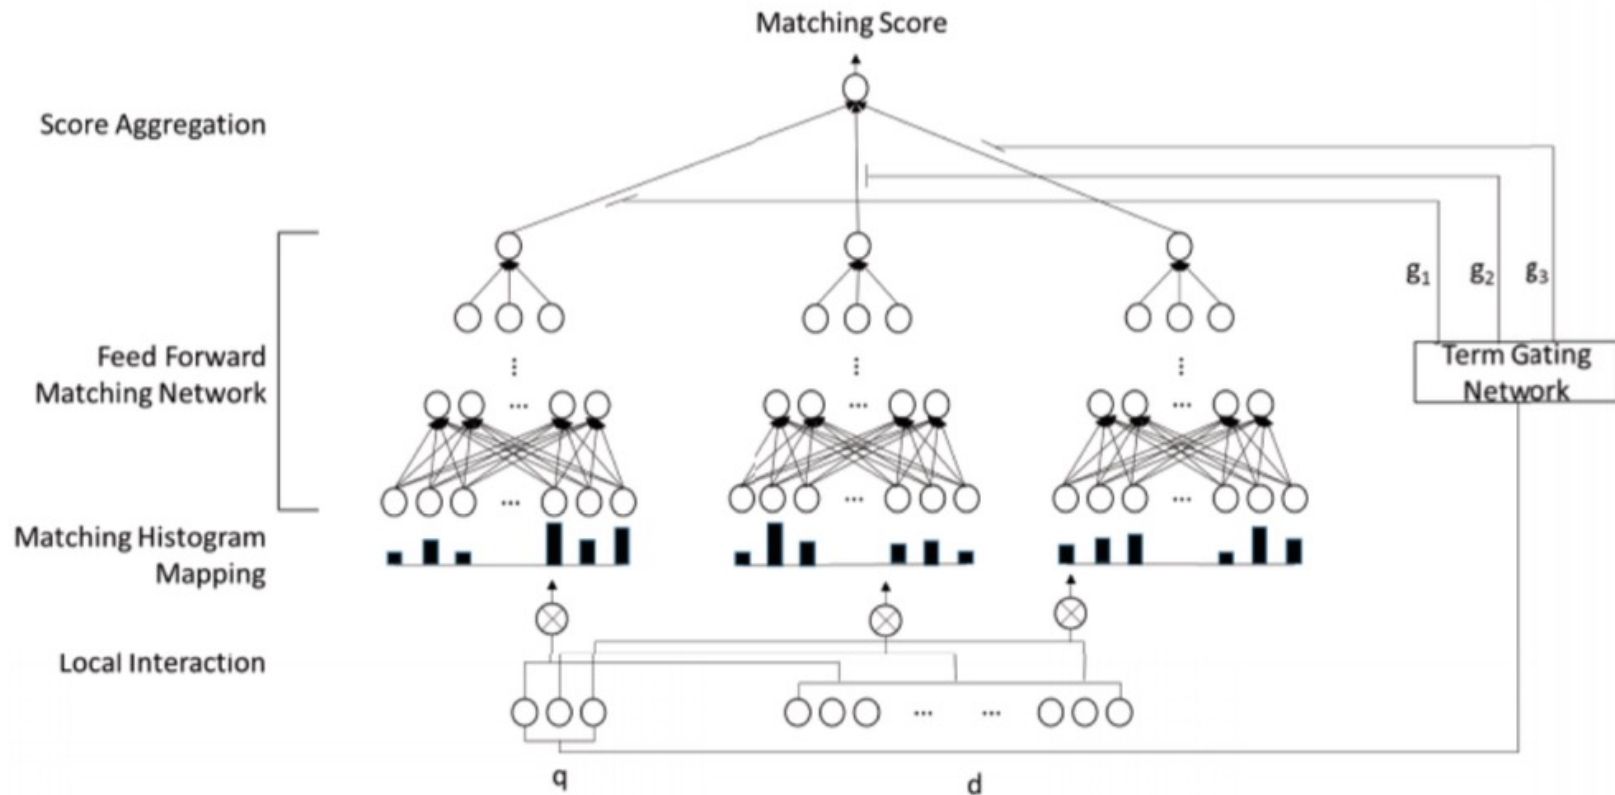 Matching Score
Score Aggregation
g₁
g₂
g₃
Feed Forward
Matching Network
Term Gating
Network
...
...
...
...
...
...
Matching Histogram
Mapping
Local Interaction
...
...
q
d